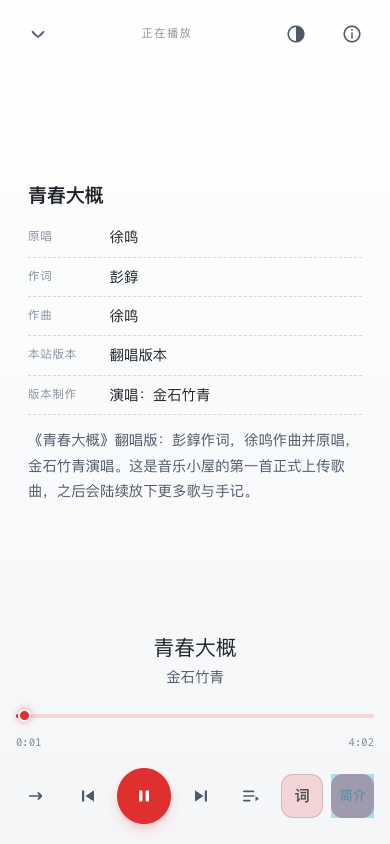 正在播放
青春大概
原唱 徐鸣
作词 彭錞
作曲 徐鸣
本站版本 翻唱版本
版本制作 演唱：金石竹青
《青春大概》翻唱版：彭錞作词，徐鸣作曲并原唱，
金石竹青演唱。这是音乐小屋的第一首正式上传歌
曲，之后会陆续放下更多歌与手记。
青春大概
金石竹青
0:01 4:02
词 简介